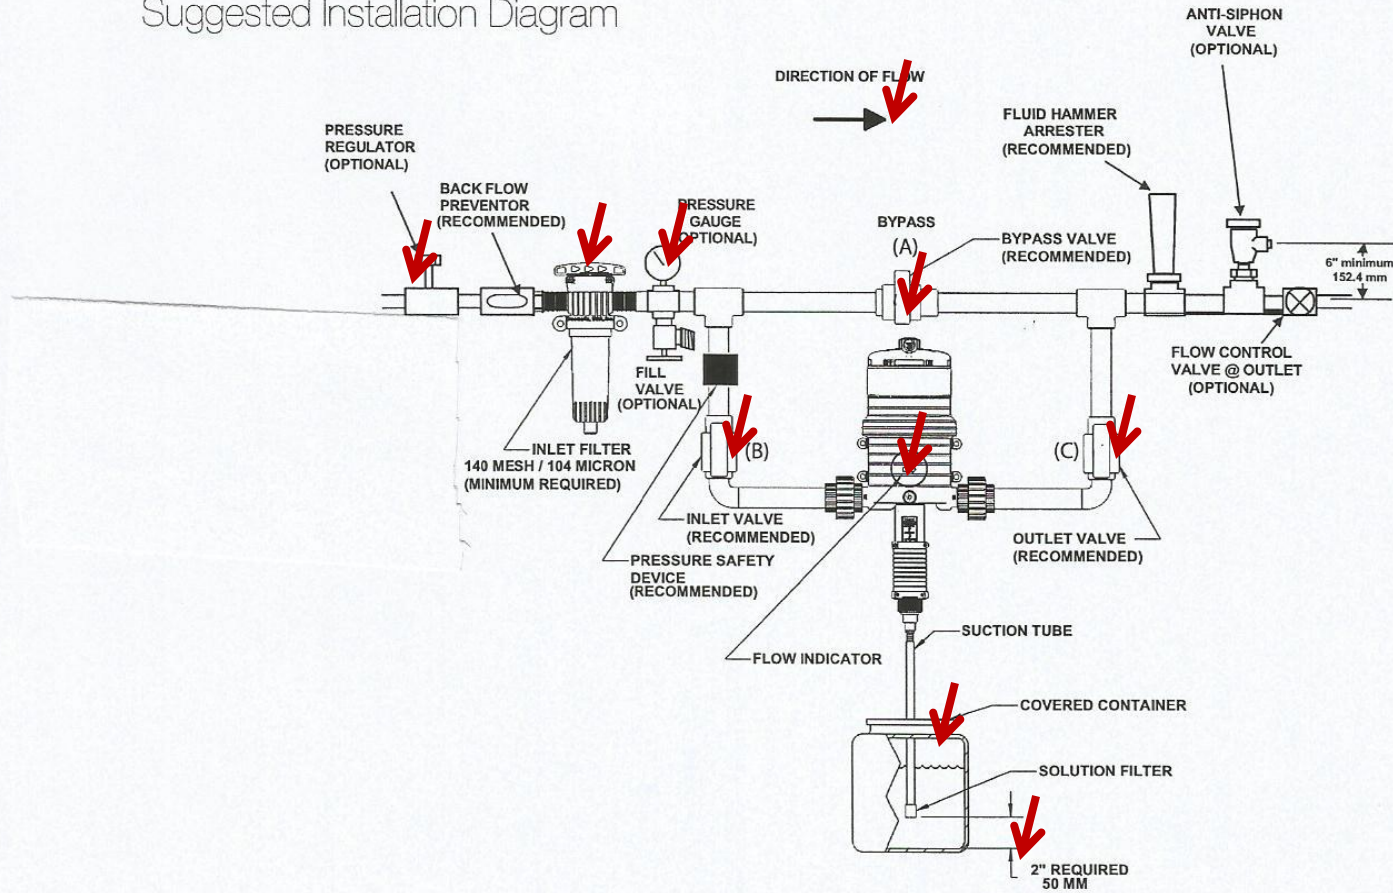 Suggested Installation Diagram
ANTI-SIPHON
VALVE
(OPTIONAL)
DIRECTION OF FLOW
FLUID HAMMER
ARRESTER
(RECOMMENDED)
PRESSURE
REGULATOR
(OPTIONAL)
BACK FLOW
PREVENTOR
(RECOMMENDED)
PRESSURE
GAUGE
(OPTIONAL)
BYPASS
(A)
BYPASS VALVE
(RECOMMENDED)
6" minimum
152.4 mm
FLOW CONTROL
VALVE @ OUTLET
(OPTIONAL)
FILL
VALVE
(OPTIONAL)
INLET FILTER
140 MESH / 104 MICRON
(MINIMUM REQUIRED)
(B)
(C)
INLET VALVE
(RECOMMENDED)
OUTLET VALVE
(RECOMMENDED)
PRESSURE SAFETY
DEVICE
(RECOMMENDED)
SUCTION TUBE
FLOW INDICATOR
COVERED CONTAINER
SOLUTION FILTER
2" REQUIRED
50 MM